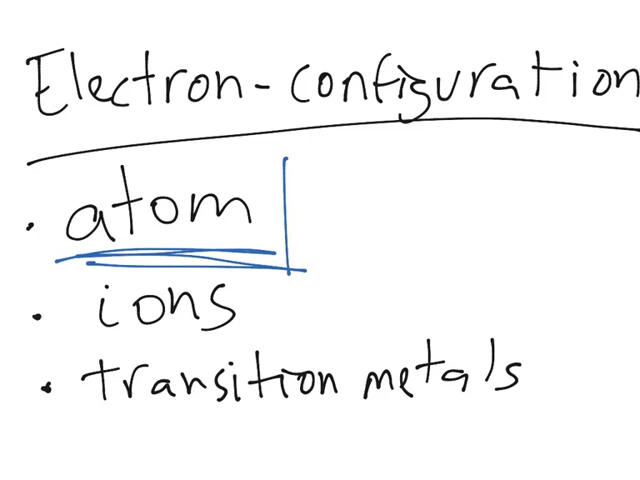 Electron-configuration
. atom
. ions
. transition metals